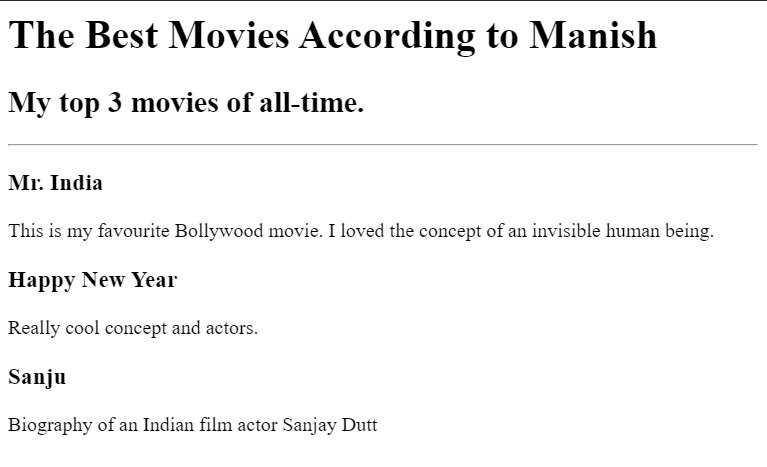 The Best Movies According to Manish
My top 3 movies of all-time.
Mr. India
This is my favourite Bollywood movie. I loved the concept of an invisible human being.
Happy New Year
Really cool concept and actors.
Sanju
Biography of an Indian film actor Sanjay Dutt